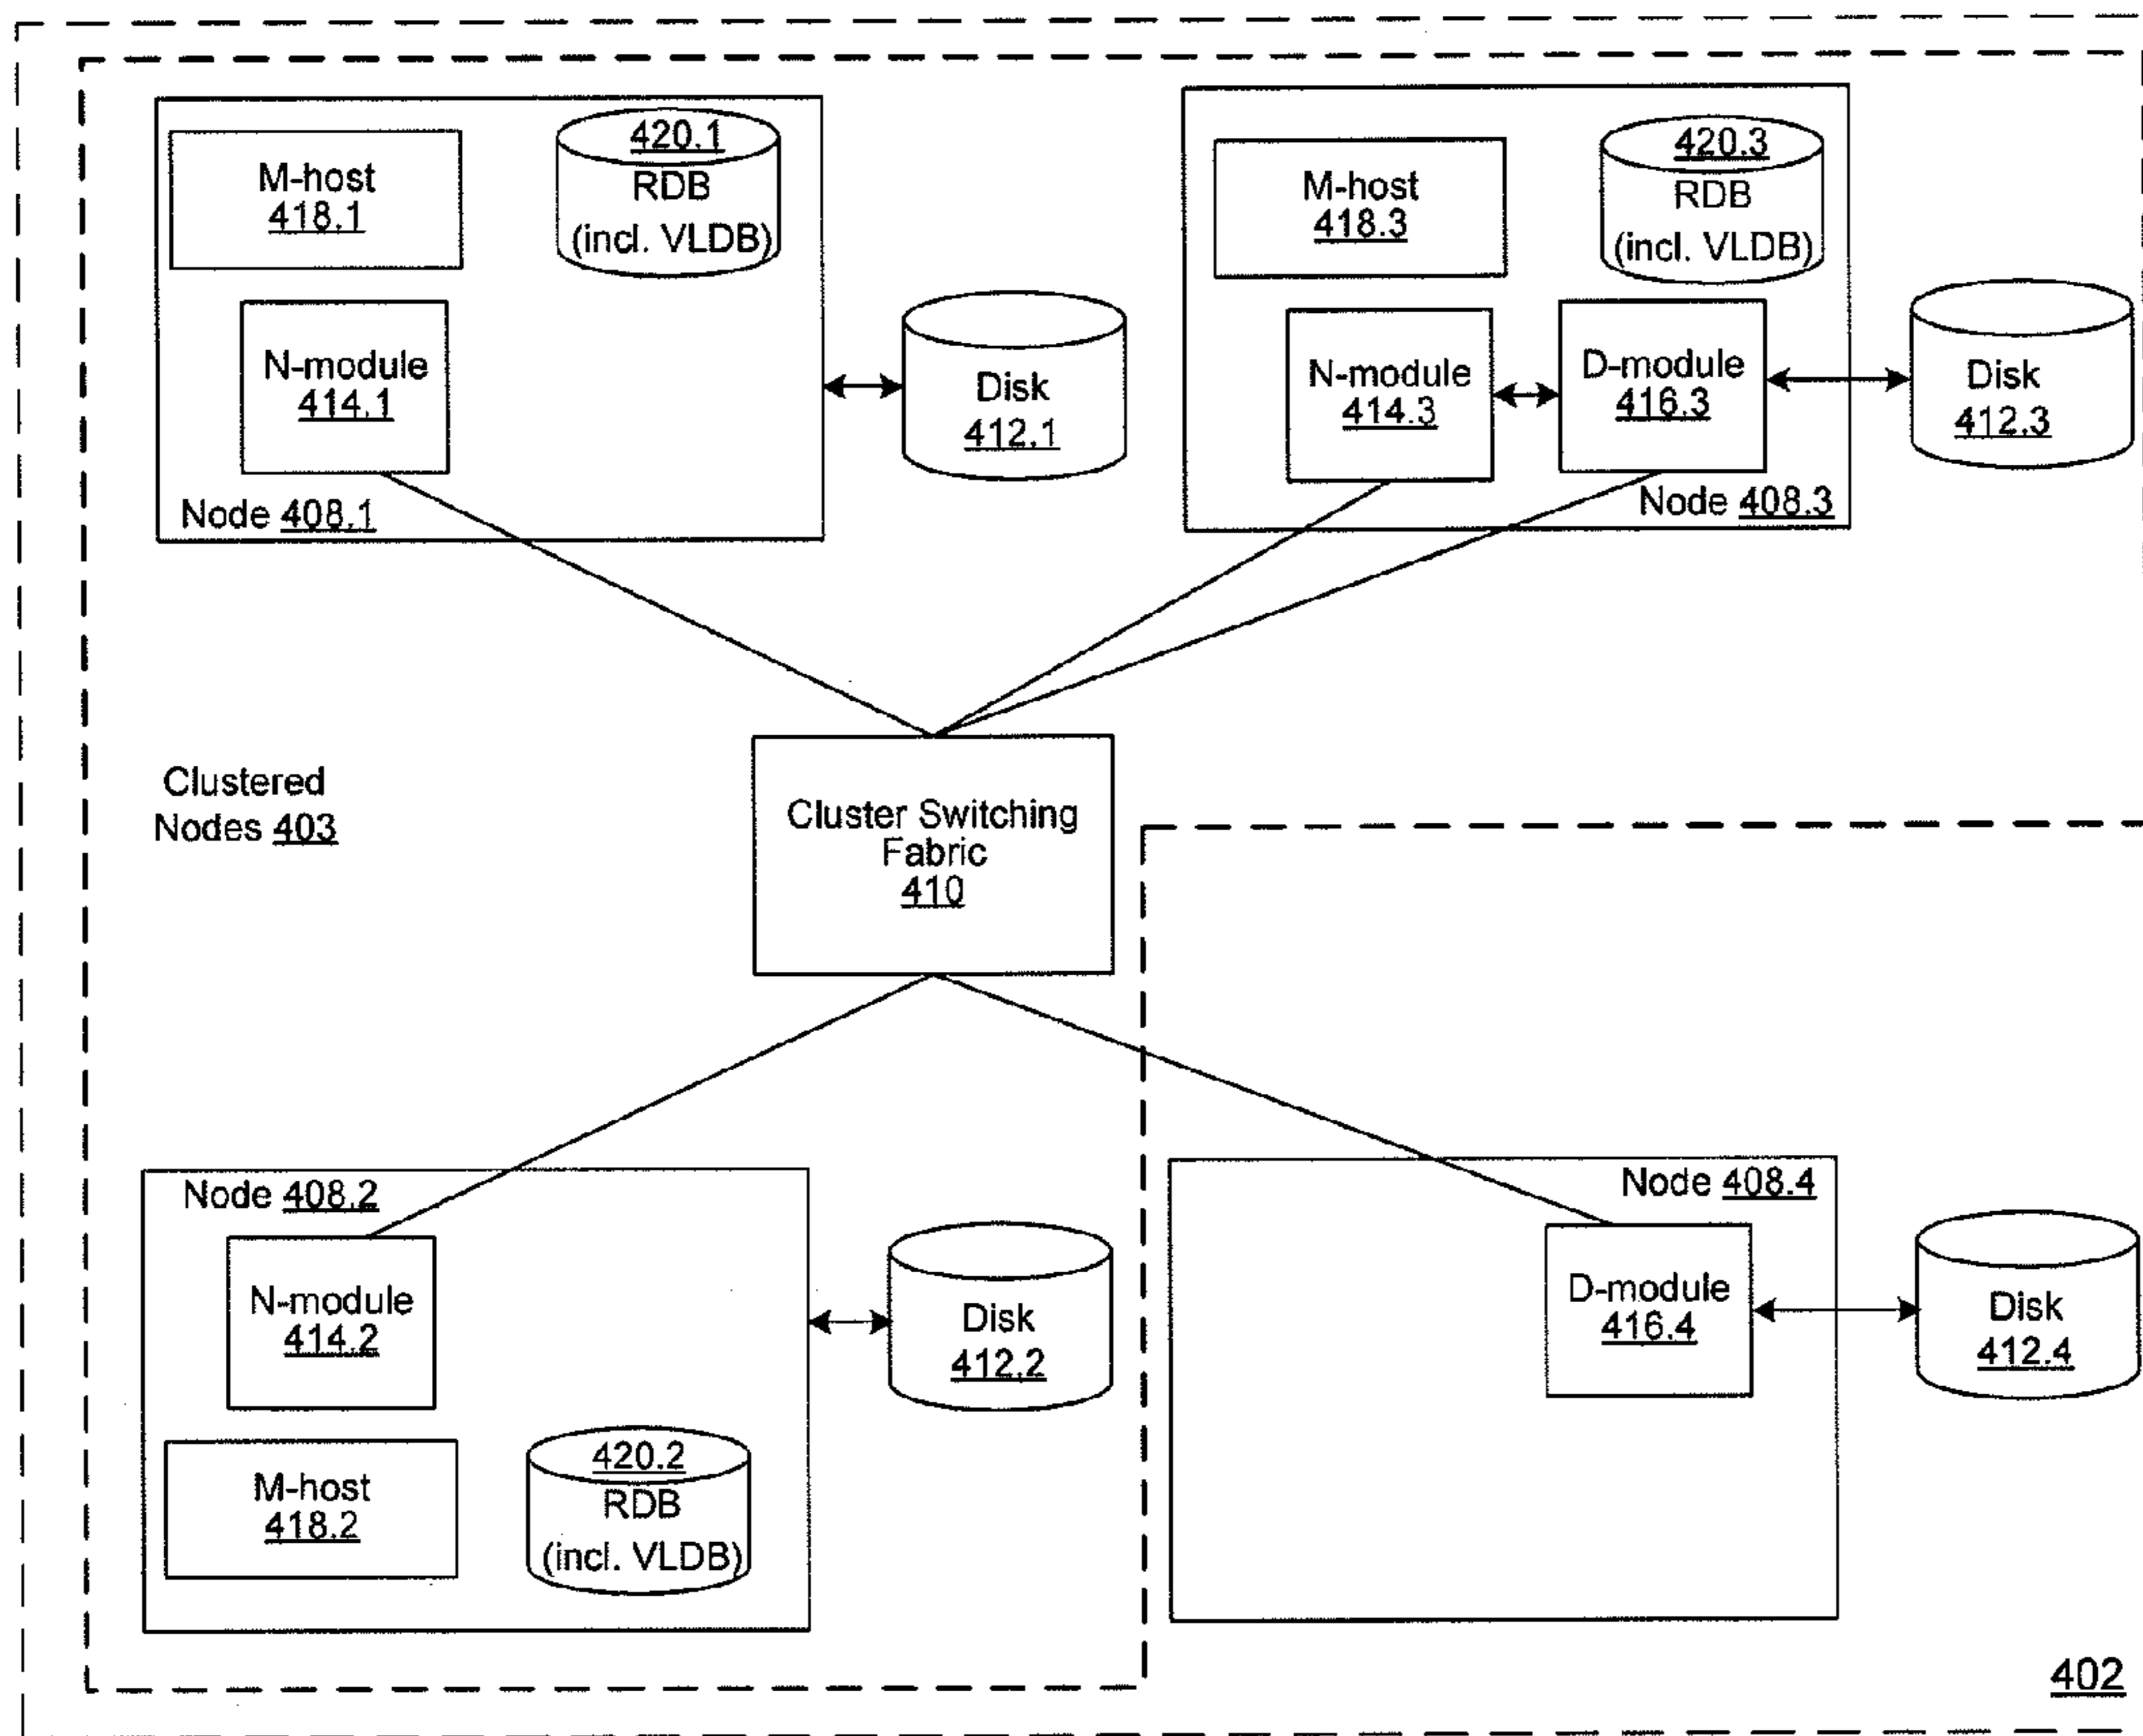 420.1
RDB
(incl. VLDB)
M-host
418.1
N-module
414.1
Node 408.1
Disk
412.1
420.3
RDB
(incl. VLDB)
M-host
418.3
N-module
414.3
D-module
416.3
Node 408.3
Disk
412.3
Clustered
Nodes 403
Cluster Switching
Fabric
410
Node 408.2
N-module
414.2
M-host
418.2
420.2
RDB
(incl. VLDB)
Disk
412.2
Node 408.4
D-module
416.4
Disk
412.4
402